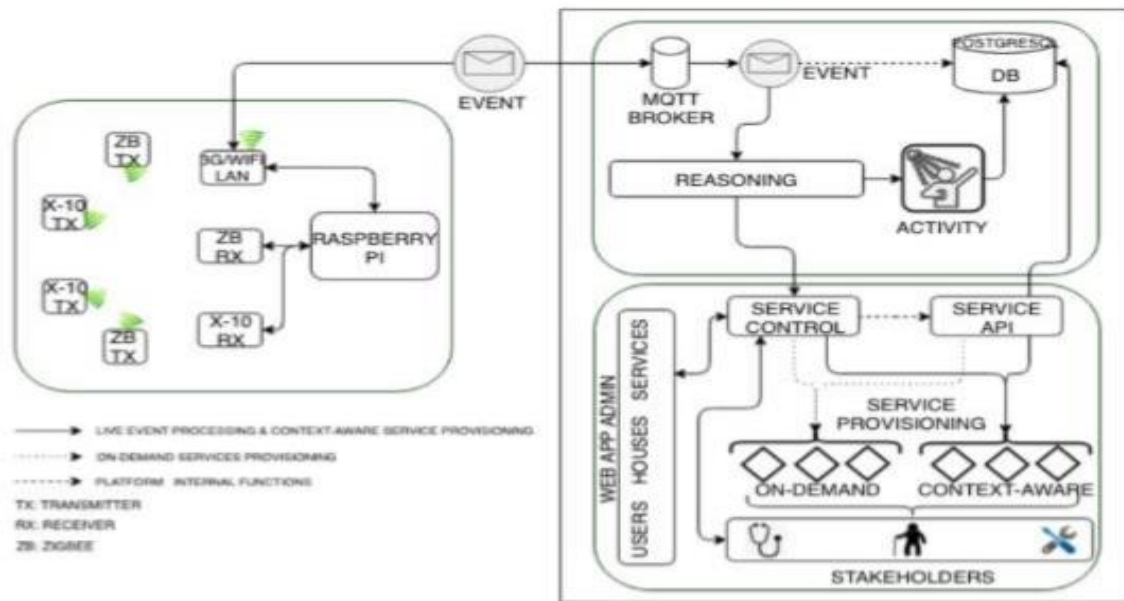 EVENT
ZB
TX
3G/WIFI
LAN
X-10
TX
ZB
RX
RASPBERRY
PI
X-10
TX
X-10
RX
ZB
TX
LIVE EVENT PROCESSING & CONTEXT-AWARE SERVICE PROVISIONING
ON-DEMAND SERVICES PROVISIONING
PLATFORM INTERNAL FUNCTIONS
TX: TRANSMITTER
RX: RECEIVER
ZB: ZIGBEE
MQTT
BROKER
EVENT
POSTGRESQL
DB
REASONING
ACTIVITY
WEB APP ADMIN
USERS HOUSES SERVICES
SERVICE
CONTROL
SERVICE
API
SERVICE
PROVISIONING
ON-DEMAND
CONTEXT-AWARE
STAKEHOLDERS